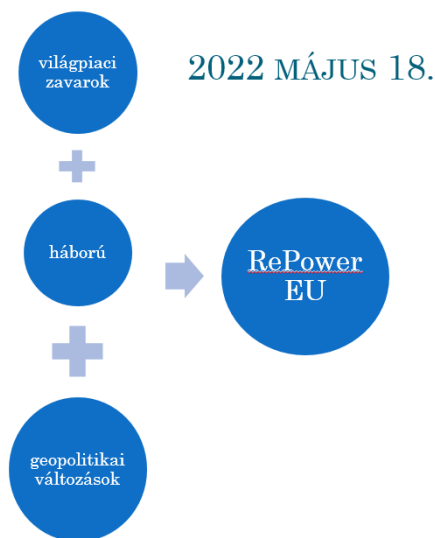 világpiaci
zavarok
2022 MÁJUS 18.
háború
RePower
EU
geopolitikai
változások